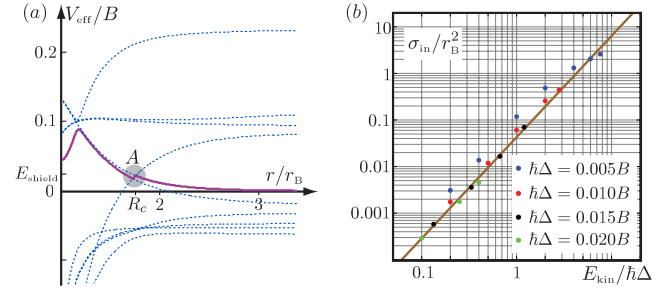 (a)
V_eff/B
0.2
0.1
E_shield
0
A
R_c
2
3
r/r_B
(b)
σ_in/r_B^2
10
1
0.1
0.01
0.001
0.1
1
10
E_kin/ℏΔ
ℏΔ = 0.005B
ℏΔ = 0.010B
ℏΔ = 0.015B
ℏΔ = 0.020B